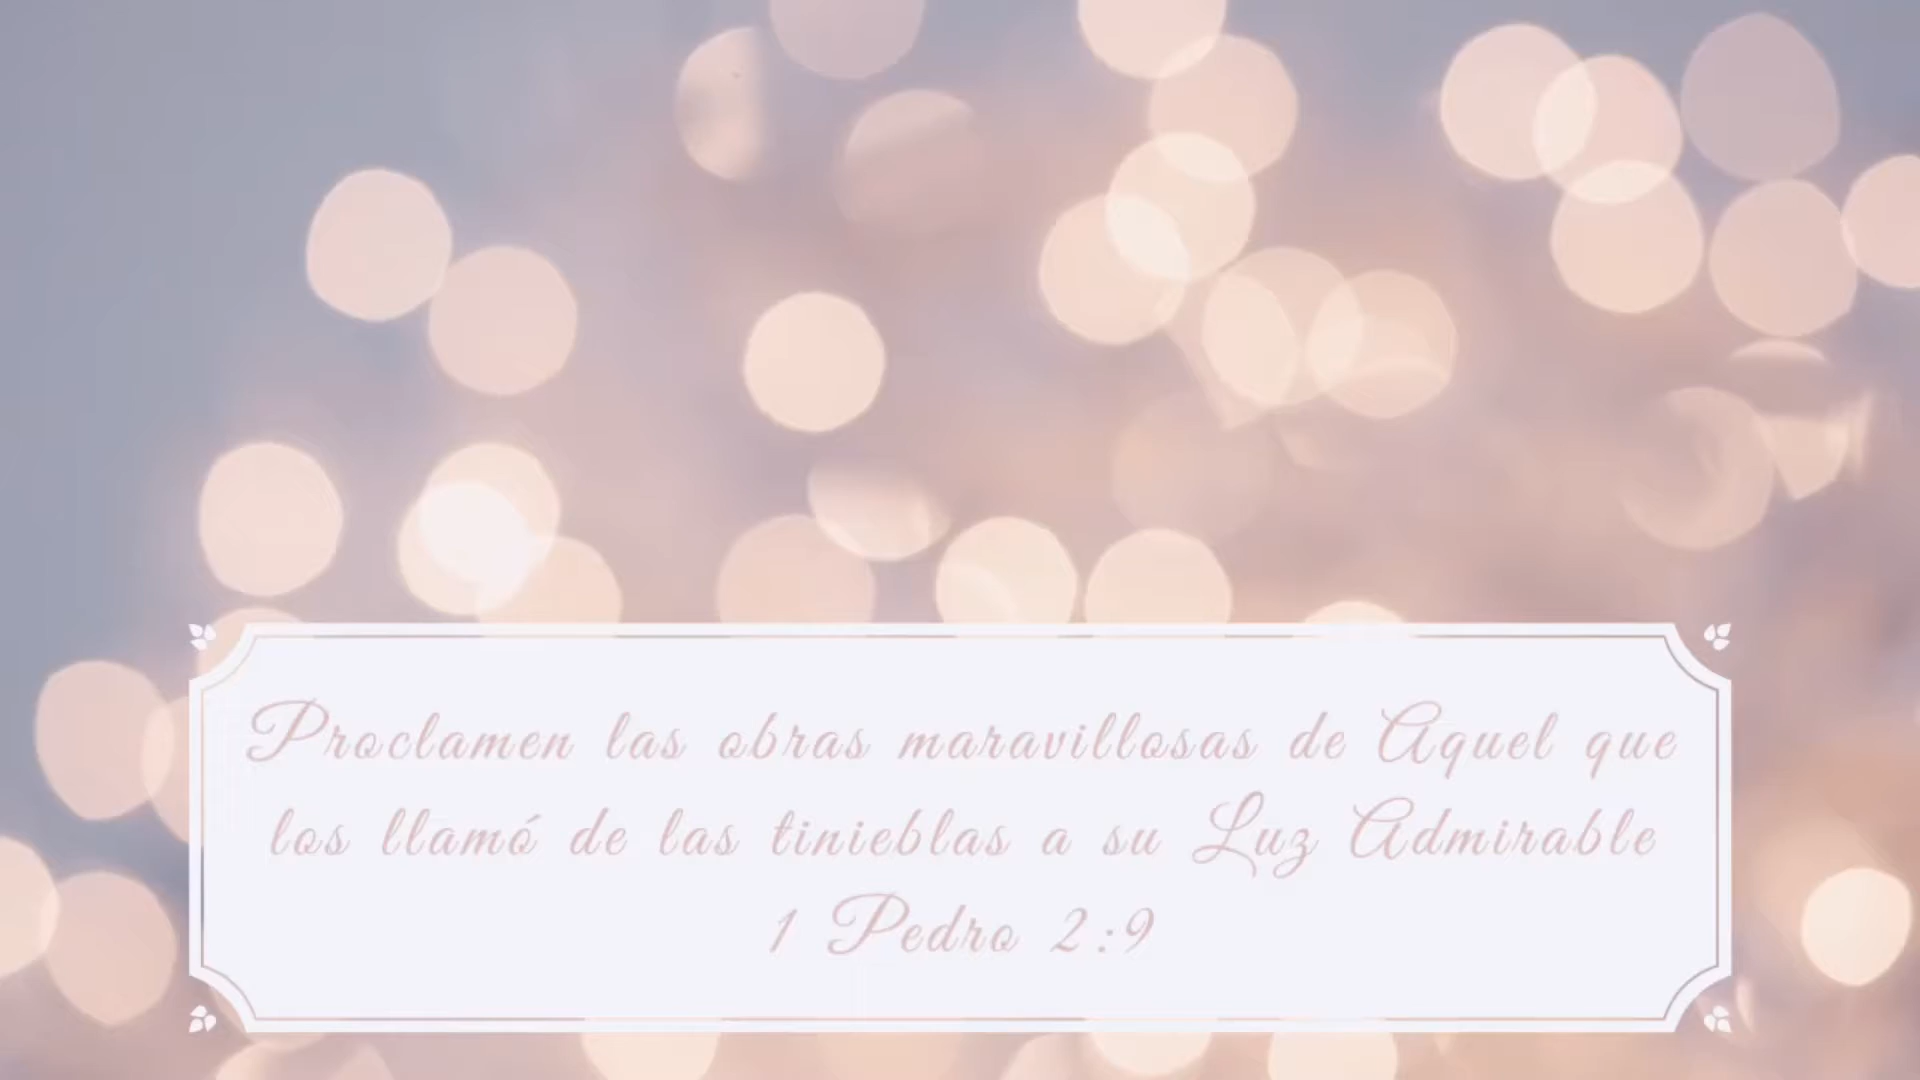 Proclamen las obras maravillosas de Aquel que
los llamó de las tinieblas a su Luz Admirable
1 Pedro 2:9